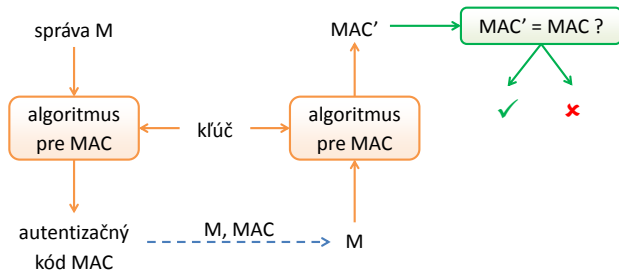 správa M
MAC’
MAC’ = MAC ?
algoritmus
pre MAC
kľúč
algoritmus
pre MAC
autentizačný
kód MAC
M, MAC
M